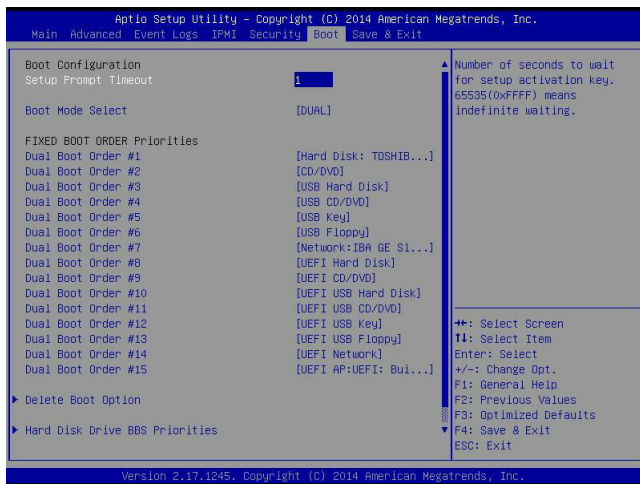 Aptio Setup Utility – Copyright (C) 2014 American Megatrends, Inc.
Main Advanced Event Logs IPMI Security Boot Save & Exit
Boot Configuration
Setup Prompt Timeout 1
Boot Mode Select [DUAL]
FIXED BOOT ORDER Priorities
Dual Boot Order #1 [Hard Disk: TOSHIB...]
Dual Boot Order #2 [CD/DVD]
Dual Boot Order #3 [USB Hard Disk]
Dual Boot Order #4 [USB CD/DVD]
Dual Boot Order #5 [USB Key]
Dual Boot Order #6 [USB Floppy]
Dual Boot Order #7 [Network:IBA GE Sl...]
Dual Boot Order #8 [UEFI Hard Disk]
Dual Boot Order #9 [UEFI CD/DVD]
Dual Boot Order #10 [UEFI USB Hard Disk]
Dual Boot Order #11 [UEFI USB CD/DVD]
Dual Boot Order #12 [UEFI USB Key]
Dual Boot Order #13 [UEFI USB Floppy]
Dual Boot Order #14 [UEFI Network]
Dual Boot Order #15 [UEFI AP:UEFI: Bui...]
Delete Boot Option
Hard Disk Drive BBS Priorities
Number of seconds to wait
for setup activation key.
65535(0xFFFF) means
indefinite waiting.
→←: Select Screen
↑↓: Select Item
Enter: Select
+/-: Change Opt.
F1: General Help
F2: Previous Values
F3: Optimized Defaults
F4: Save & Exit
ESC: Exit
Version 2.17.1245. Copyright (C) 2014 American Megatrends, Inc.